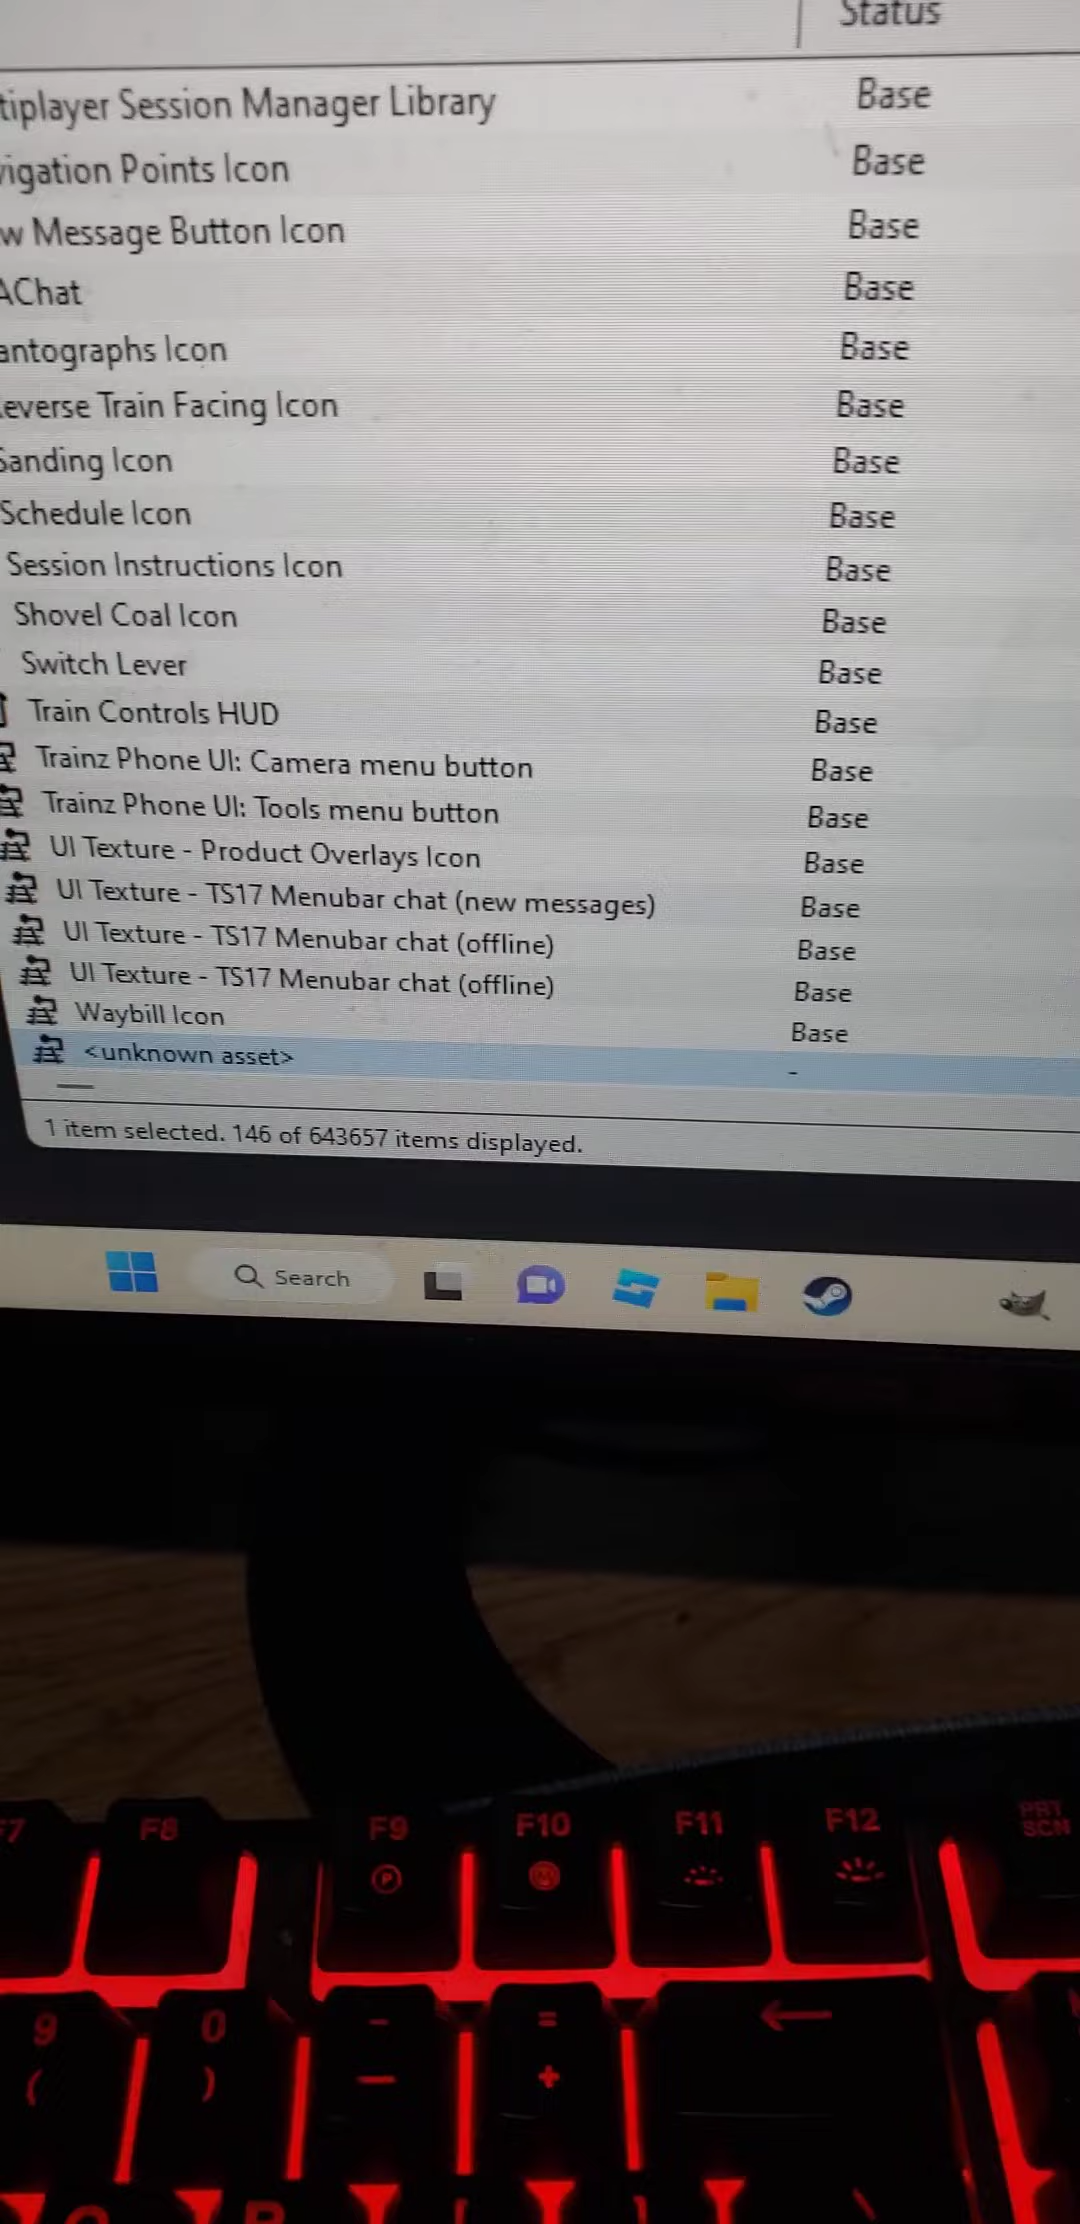 Status
tiplayer Session Manager Library Base
vigation Points Icon Base
w Message Button Icon Base
AChat Base
antographs Icon Base
everse Train Facing Icon Base
Sanding Icon Base
Schedule Icon Base
Session Instructions Icon Base
Shovel Coal Icon Base
Switch Lever Base
Train Controls HUD Base
Trainz Phone UI: Camera menu button Base
Trainz Phone UI: Tools menu button Base
UI Texture - Product Overlays Icon Base
UI Texture - TS17 Menubar chat (new messages) Base
UI Texture - TS17 Menubar chat (offline) Base
UI Texture - TS17 Menubar chat (offline) Base
Waybill Icon Base
<unknown asset> -
1 item selected. 146 of 643657 items displayed.
Search
F7 F8 F9 F10 F11 F12 PRT
SCN
P
9 0 - = ←
( ) — +